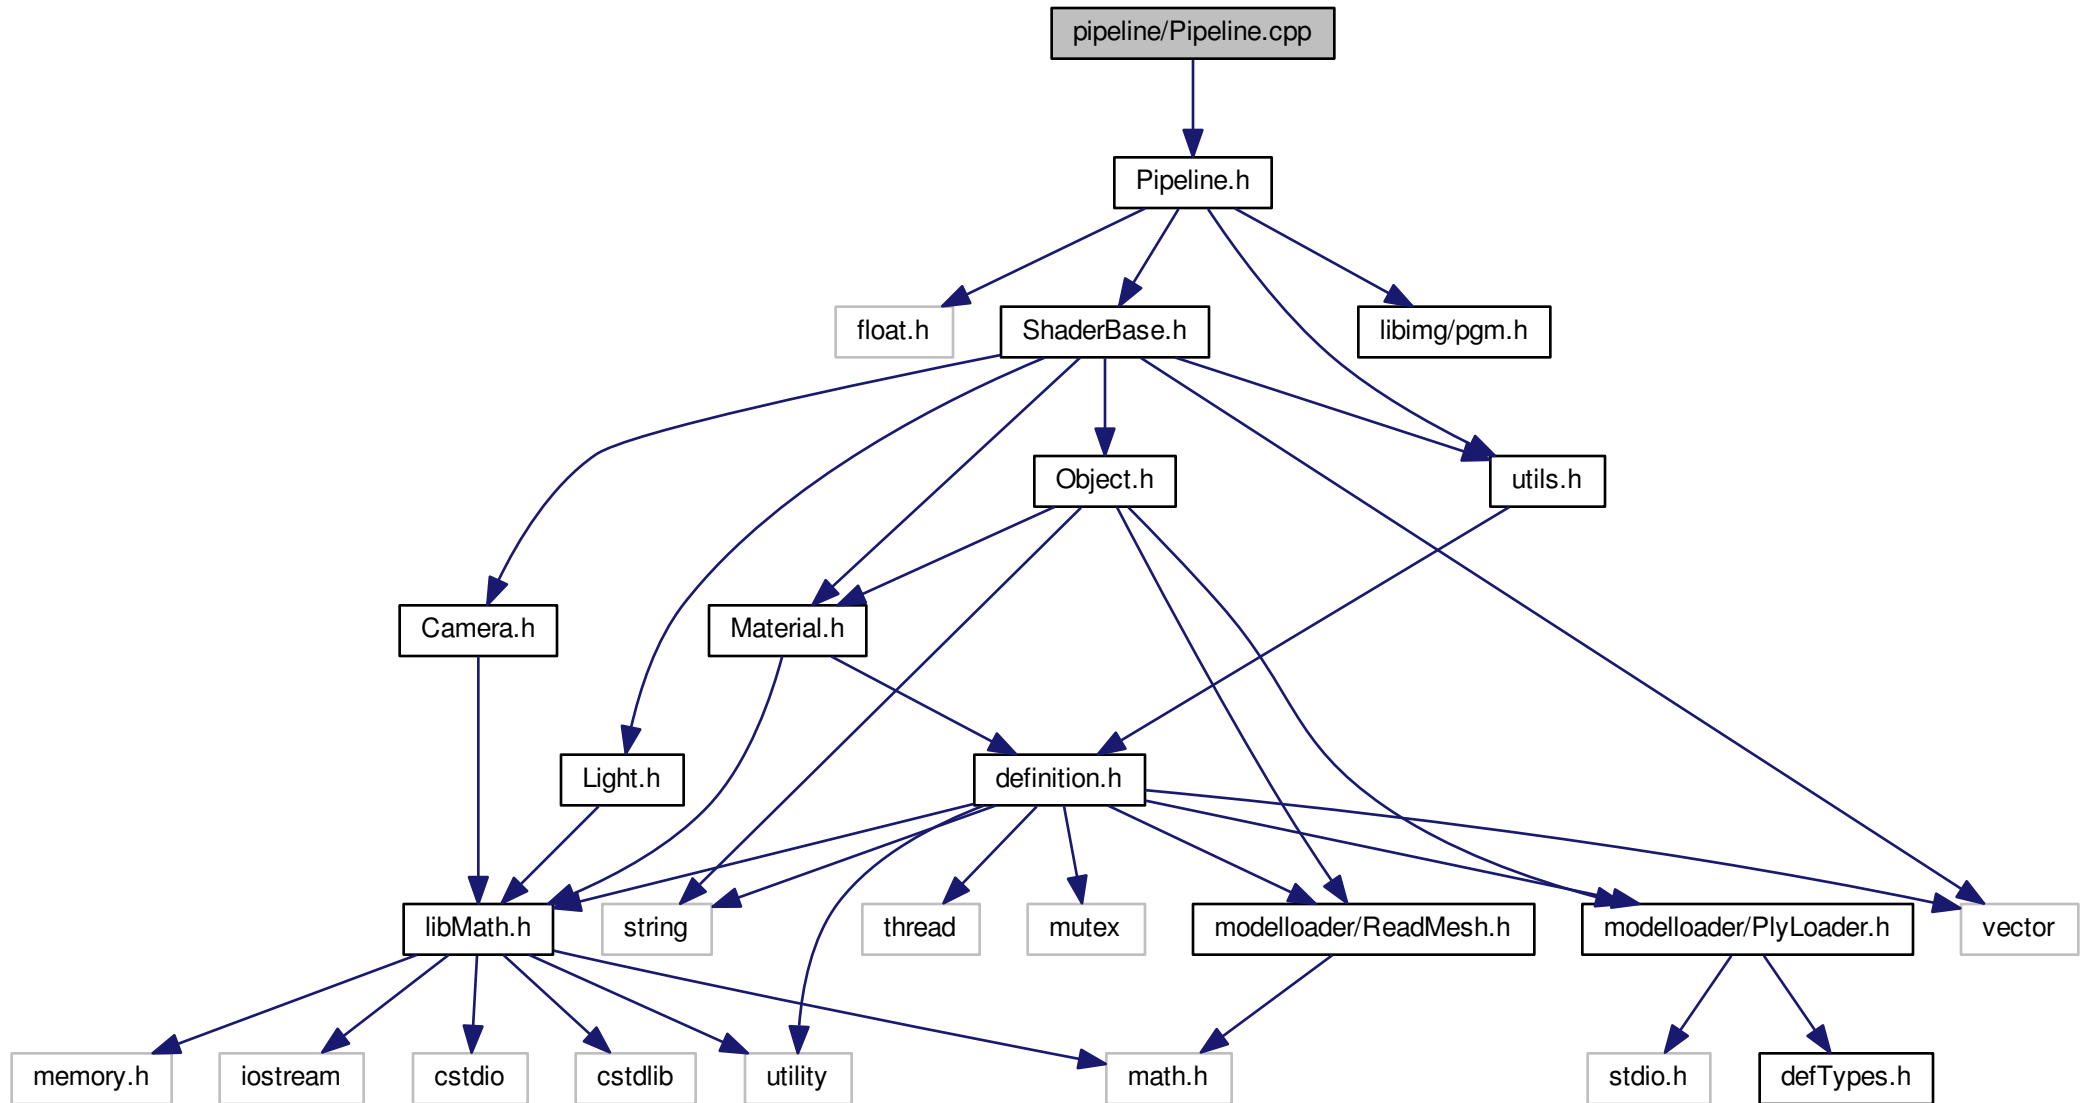 pipeline/Pipeline.cpp
Pipeline.h
float.h
ShaderBase.h
libimg/pgm.h
Object.h
utils.h
Camera.h
Material.h
Light.h
definition.h
libMath.h
string
thread
mutex
modelloader/ReadMesh.h
modelloader/PlyLoader.h
vector
memory.h
iostream
cstdio
cstdlib
utility
math.h
stdio.h
defTypes.h